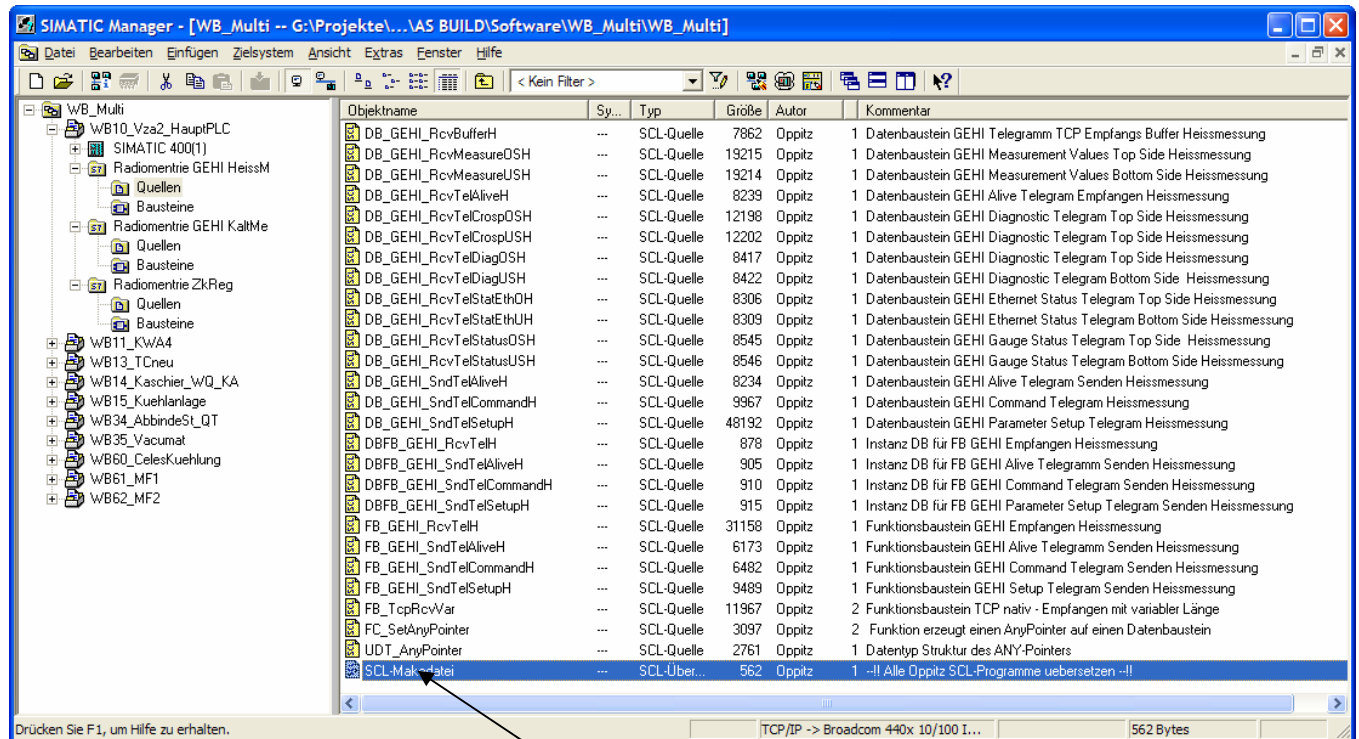 SIMATIC Manager - [WB_Multi -- G:\Projekte\...\AS BUILD\Software\WB_Multi\WB_Multi]
Datei Bearbeiten Einfügen Zielsystem Ansicht Extras Fenster Hilfe
< Kein Filter >
WB_Multi
WB10_Vza2_HauptPLC
SIMATIC 400(1)
Radiomentrie GEHI HeissM
Quellen
Bausteine
Radiomentrie GEHI KaltMe
Quellen
Bausteine
Radiomentrie ZkReg
Quellen
Bausteine
WB11_KWA4
WB13_TCneu
WB14_Kaschier_WQ_KA
WB15_Kuehlanlage
WB34_AbbindeSt_QT
WB35_Vacumat
WB60_CelesKuehlung
WB61_MF1
WB62_MF2
Objektname Sy... Typ Größe Autor Kommentar
DB_GEHI_RcvBufferH --- SCL-Quelle 7862 Oppitz 1 Datenbaustein GEHI Telegramm TCP Empfangs Buffer Heissmessung
DB_GEHI_RcvMeasureOSH --- SCL-Quelle 19215 Oppitz 1 Datenbaustein GEHI Measurement Values Top Side Heissmessung
DB_GEHI_RcvMeasureUSH --- SCL-Quelle 19214 Oppitz 1 Datenbaustein GEHI Measurement Values Bottom Side Heissmessung
DB_GEHI_RcvTelAliveH --- SCL-Quelle 8239 Oppitz 1 Datenbaustein GEHI Alive Telegram Empfangen Heissmessung
DB_GEHI_RcvTelCrospOSH --- SCL-Quelle 12198 Oppitz 1 Datenbaustein GEHI Diagnostic Telegram Top Side Heissmessung
DB_GEHI_RcvTelCrospUSH --- SCL-Quelle 12202 Oppitz 1 Datenbaustein GEHI Diagnostic Telegram Top Side Heissmessung
DB_GEHI_RcvTelDiagOSH --- SCL-Quelle 8417 Oppitz 1 Datenbaustein GEHI Diagnostic Telegram Top Side Heissmessung
DB_GEHI_RcvTelDiagUSH --- SCL-Quelle 8422 Oppitz 1 Datenbaustein GEHI Diagnostic Telegram Bottom Side Heissmessung
DB_GEHI_RcvTelStatEthOH --- SCL-Quelle 8306 Oppitz 1 Datenbaustein GEHI Ethernet Status Telegram Top Side Heissmessung
DB_GEHI_RcvTelStatEthUH --- SCL-Quelle 8309 Oppitz 1 Datenbaustein GEHI Ethernet Status Telegram Bottom Side Heissmessung
DB_GEHI_RcvTelStatusOSH --- SCL-Quelle 8545 Oppitz 1 Datenbaustein GEHI Gauge Status Telegram Top Side Heissmessung
DB_GEHI_RcvTelStatusUSH --- SCL-Quelle 8546 Oppitz 1 Datenbaustein GEHI Gauge Status Telegram Bottom Side Heissmessung
DB_GEHI_SndTelAliveH --- SCL-Quelle 8234 Oppitz 1 Datenbaustein GEHI Alive Telegram Senden Heissmessung
DB_GEHI_SndTelCommandH --- SCL-Quelle 9967 Oppitz 1 Datenbaustein GEHI Command Telegram Heissmessung
DB_GEHI_SndTelSetupH --- SCL-Quelle 48192 Oppitz 1 Datenbaustein GEHI Parameter Setup Telegram Heissmessung
DBFB_GEHI_RcvTelH --- SCL-Quelle 878 Oppitz 1 Instanz DB für FB GEHI Empfangen Heissmessung
DBFB_GEHI_SndTelAliveH --- SCL-Quelle 905 Oppitz 1 Instanz DB für FB GEHI Alive Telegramm Senden Heissmessung
DBFB_GEHI_SndTelCommandH --- SCL-Quelle 910 Oppitz 1 Instanz DB für FB GEHI Command Telegram Senden Heissmessung
DBFB_GEHI_SndTelSetupH --- SCL-Quelle 915 Oppitz 1 Instanz DB für FB GEHI Parameter Setup Telegram Senden Heissmessung
FB_GEHI_RcvTelH --- SCL-Quelle 31158 Oppitz 1 Funktionsbaustein GEHI Empfangen Heissmessung
FB_GEHI_SndTelAliveH --- SCL-Quelle 6173 Oppitz 1 Funktionsbaustein GEHI Alive Telegramm Senden Heissmessung
FB_GEHI_SndTelCommandH --- SCL-Quelle 6482 Oppitz 1 Funktionsbaustein GEHI Command Telegram Senden Heissmessung
FB_GEHI_SndTelSetupH --- SCL-Quelle 9489 Oppitz 1 Funktionsbaustein GEHI Setup Telegram Senden Heissmessung
FB_TcpRcvVar --- SCL-Quelle 11967 Oppitz 2 Funktionsbaustein TCP nativ - Empfangen mit variabler Länge
FC_SetAnyPointer --- SCL-Quelle 3097 Oppitz 2 Funktion erzeugt einen AnyPointer auf einen Datenbaustein
UDT_AnyPointer --- SCL-Quelle 2761 Oppitz 1 Datentyp Struktur des ANY-Pointers
SCL-Makedatei --- SCL-Über... 562 Oppitz 1 --!! Alle Oppitz SCL-Programme uebersetzen --!!
Drücken Sie F1, um Hilfe zu erhalten. TCP/IP -> Broadcom 440x 10/100 I... 562 Bytes